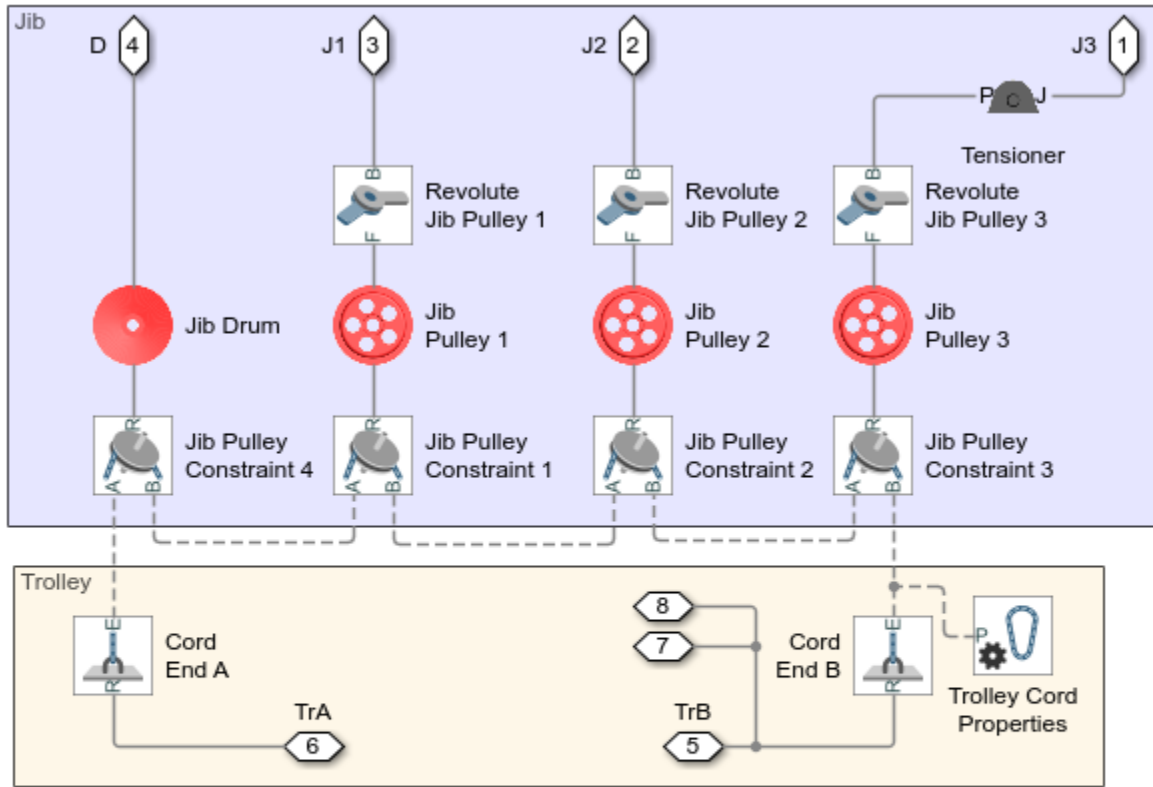 Jib
D
4
J1
3
J2
2
J3
1
P
C
J
Tensioner
B
Revolute
Jib Pulley 1
F
B
Revolute
Jib Pulley 2
F
B
Revolute
Jib Pulley 3
F
Jib Drum
Jib
Pulley 1
Jib
Pulley 2
Jib
Pulley 3
R
A
B
Jib Pulley
Constraint 4
R
A
B
Jib Pulley
Constraint 1
R
A
B
Jib Pulley
Constraint 2
R
A
B
Jib Pulley
Constraint 3
Trolley
E
R
Cord
End A
TrA
6
8
7
TrB
5
Cord
End B
E
R
P
Trolley Cord
Properties